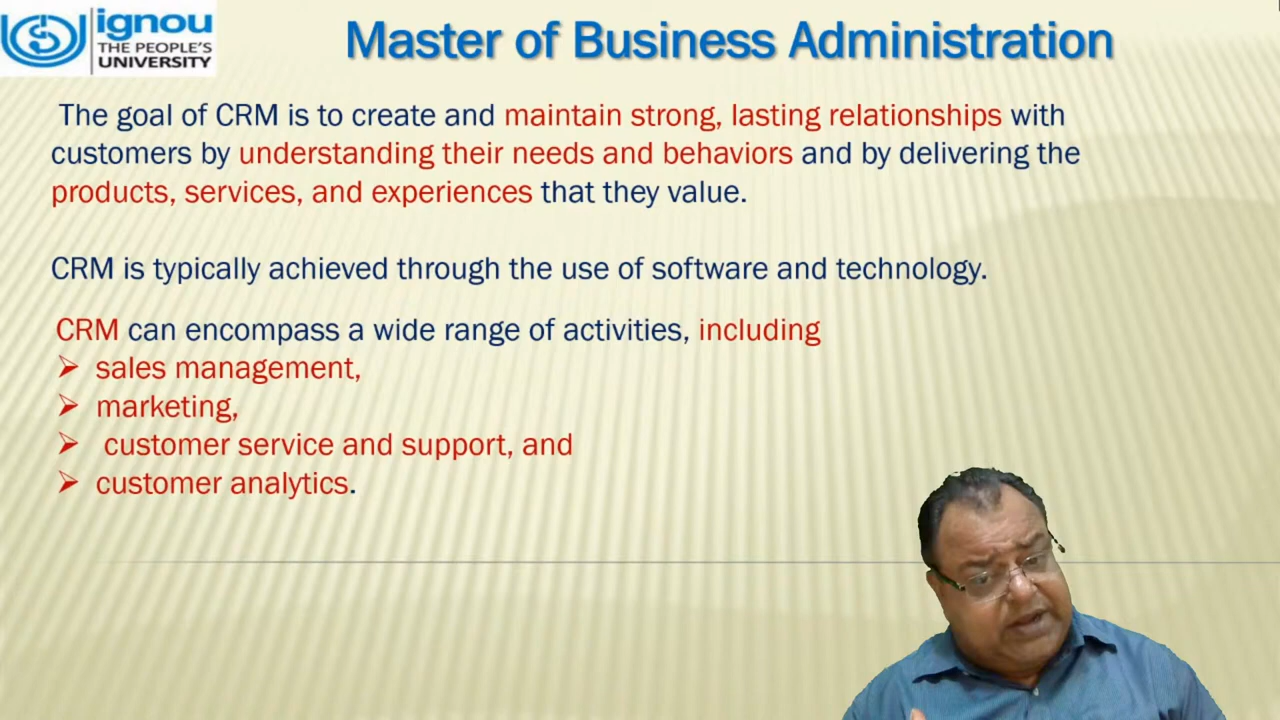 ignou
THE PEOPLE'S
UNIVERSITY
Master of Business Administration
The goal of CRM is to create and maintain strong, lasting relationships with
customers by understanding their needs and behaviors and by delivering the
products, services, and experiences that they value.
CRM is typically achieved through the use of software and technology.
CRM can encompass a wide range of activities, including
sales management,
marketing,
customer service and support, and
customer analytics.